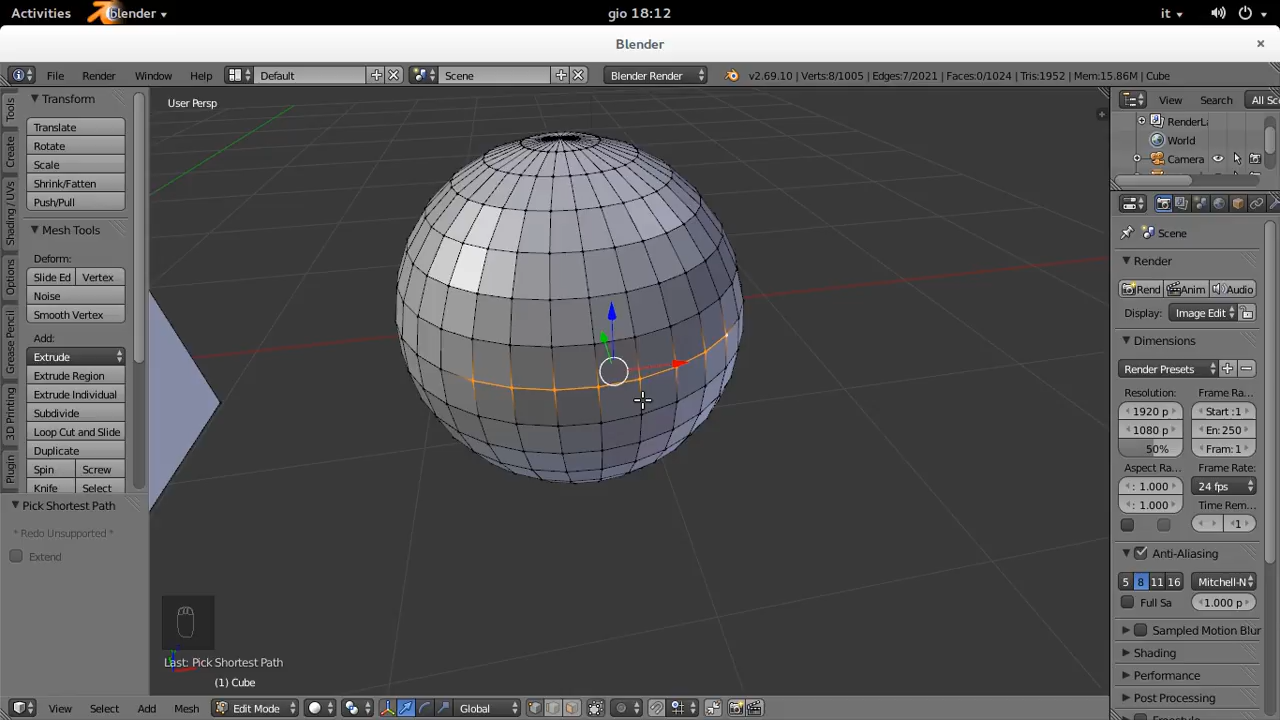 Activities blender gio 18:12 it
Blender
File Render Window Help Default Scene Blender Render v2.69.10 | Verts:8/1005 | Edges:7/2021 | Faces:0/1024 | Tris:1952 | Mem:15.86M | Cube
Tools
Create
Shading / UVs
Options
Grease Pencil
3D Printing
Plugin
Transform
Translate
Rotate
Scale
Shrink/Fatten
Push/Pull
Mesh Tools
Deform:
Slide Ed Vertex
Noise
Smooth Vertex
Add:
Extrude
Extrude Region
Extrude Individual
Subdivide
Loop Cut and Slide
Duplicate
Spin Screw
Knife Select
Pick Shortest Path
* Redo Unsupported *
Extend
User Persp
Last: Pick Shortest Path
(1) Cube
View Select Add Mesh Edit Mode Global
View Search All Sc
RenderLa
World
Camera
Scene
Render
Rend Anim Audio
Display: Image Edit
Dimensions
Render Presets
Resolution: Frame Ra...
1920 p Start :1
1080 p En: 250
50% Fram: 1
Aspect Ra... Frame Rate:
: 1.000 24 fps
: 1.000 Time Rem...
1
Anti-Aliasing
5 8 11 16 Mitchell-N
Full Sa 1.000 p
Sampled Motion Blur
Shading
Performance
Post Processing